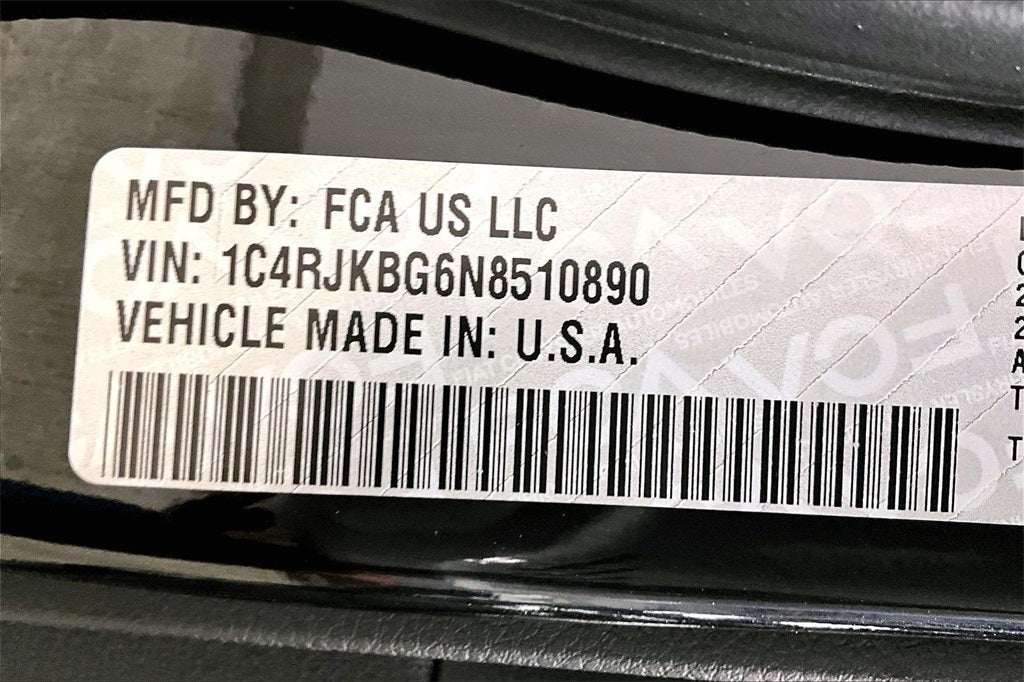 MFD BY: FCA US LLC
VIN: 1C4RJKBG6N8510890
VEHICLE MADE IN: U.S.A.